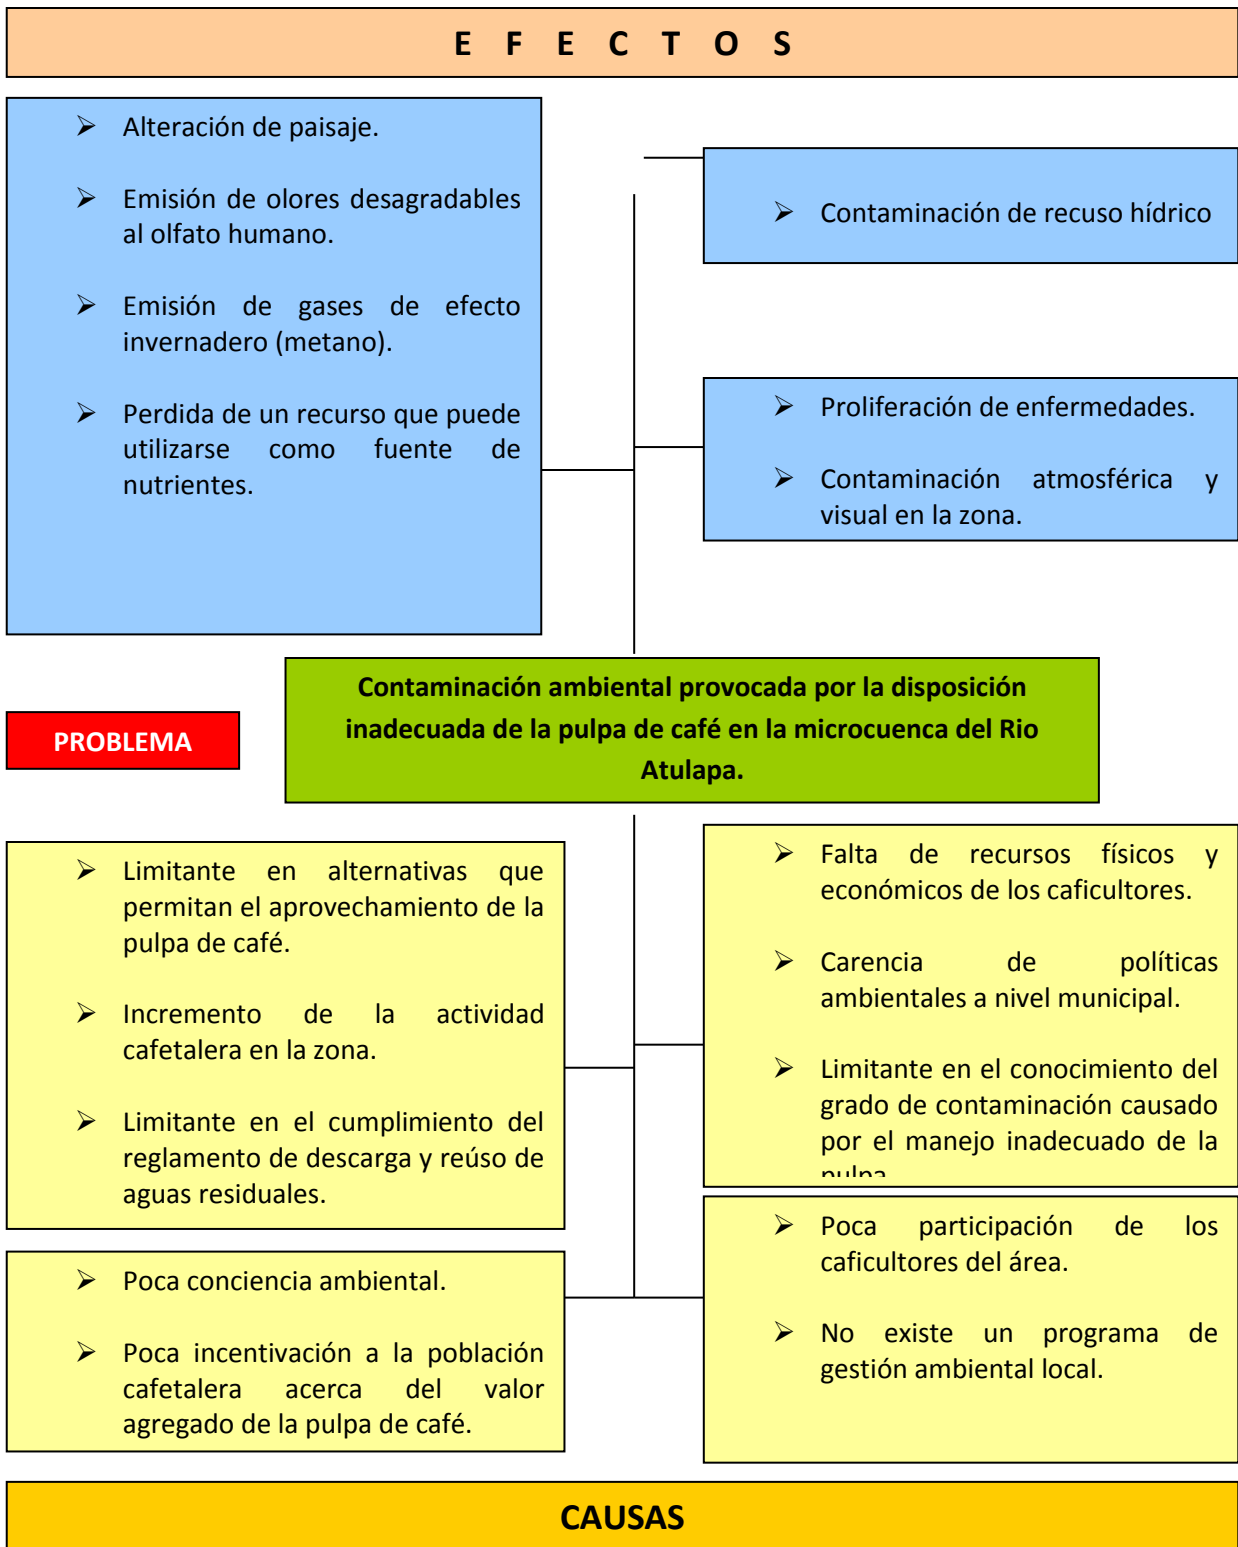 E F E C T O S
➢ Alteración de paisaje.
➢ Emisión de olores desagradables
al olfato humano.
➢ Emisión de gases de efecto
invernadero (metano).
➢ Perdida de un recurso que puede
utilizarse como fuente de
nutrientes.
➢ Contaminación de recuso hídrico
➢ Proliferación de enfermedades.
➢ Contaminación atmosférica y
visual en la zona.
PROBLEMA
Contaminación ambiental provocada por la disposición
inadecuada de la pulpa de café en la microcuenca del Rio
Atulapa.
➢ Limitante en alternativas que
permitan el aprovechamiento de la
pulpa de café.
➢ Incremento de la actividad
cafetalera en la zona.
➢ Limitante en el cumplimiento del
reglamento de descarga y reúso de
aguas residuales.
➢ Falta de recursos físicos y
económicos de los caficultores.
➢ Carencia de políticas
ambientales a nivel municipal.
➢ Limitante en el conocimiento del
grado de contaminación causado
por el manejo inadecuado de la
pulpa
➢ Poca conciencia ambiental.
➢ Poca incentivación a la población
cafetalera acerca del valor
agregado de la pulpa de café.
➢ Poca participación de los
caficultores del área.
➢ No existe un programa de
gestión ambiental local.
CAUSAS